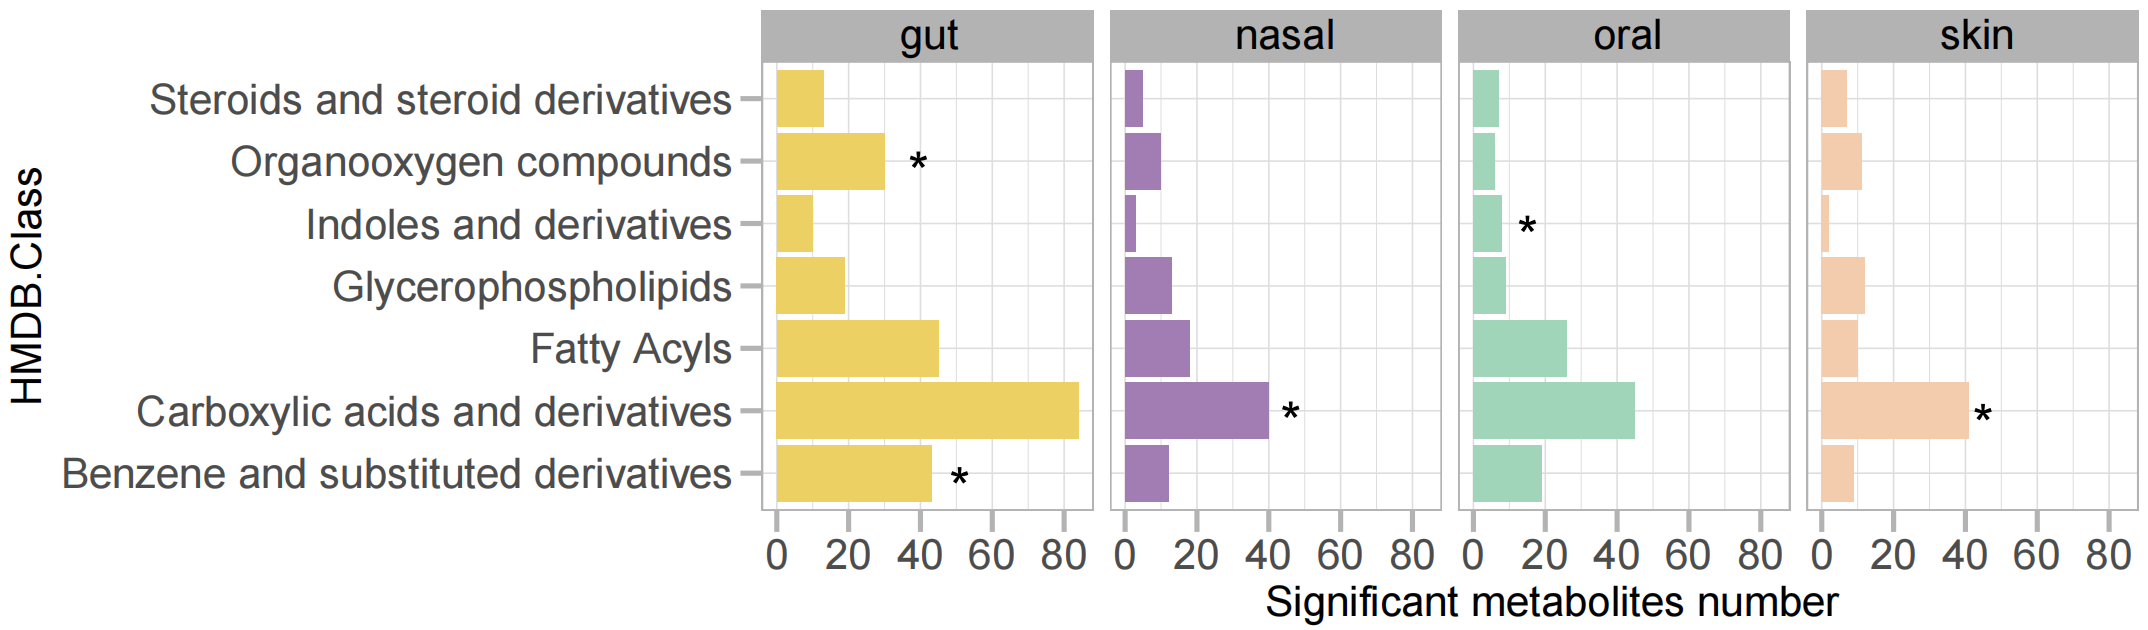 gut nasal oral skin
HMDB.Class
Steroids and steroid derivatives
Organooxygen compounds *
Indoles and derivatives *
Glycerophospholipids
Fatty Acyls
Carboxylic acids and derivatives * *
Benzene and substituted derivatives *
0 20 40 60 80 0 20 40 60 80 0 20 40 60 80 0 20 40 60 80
Significant metabolites number